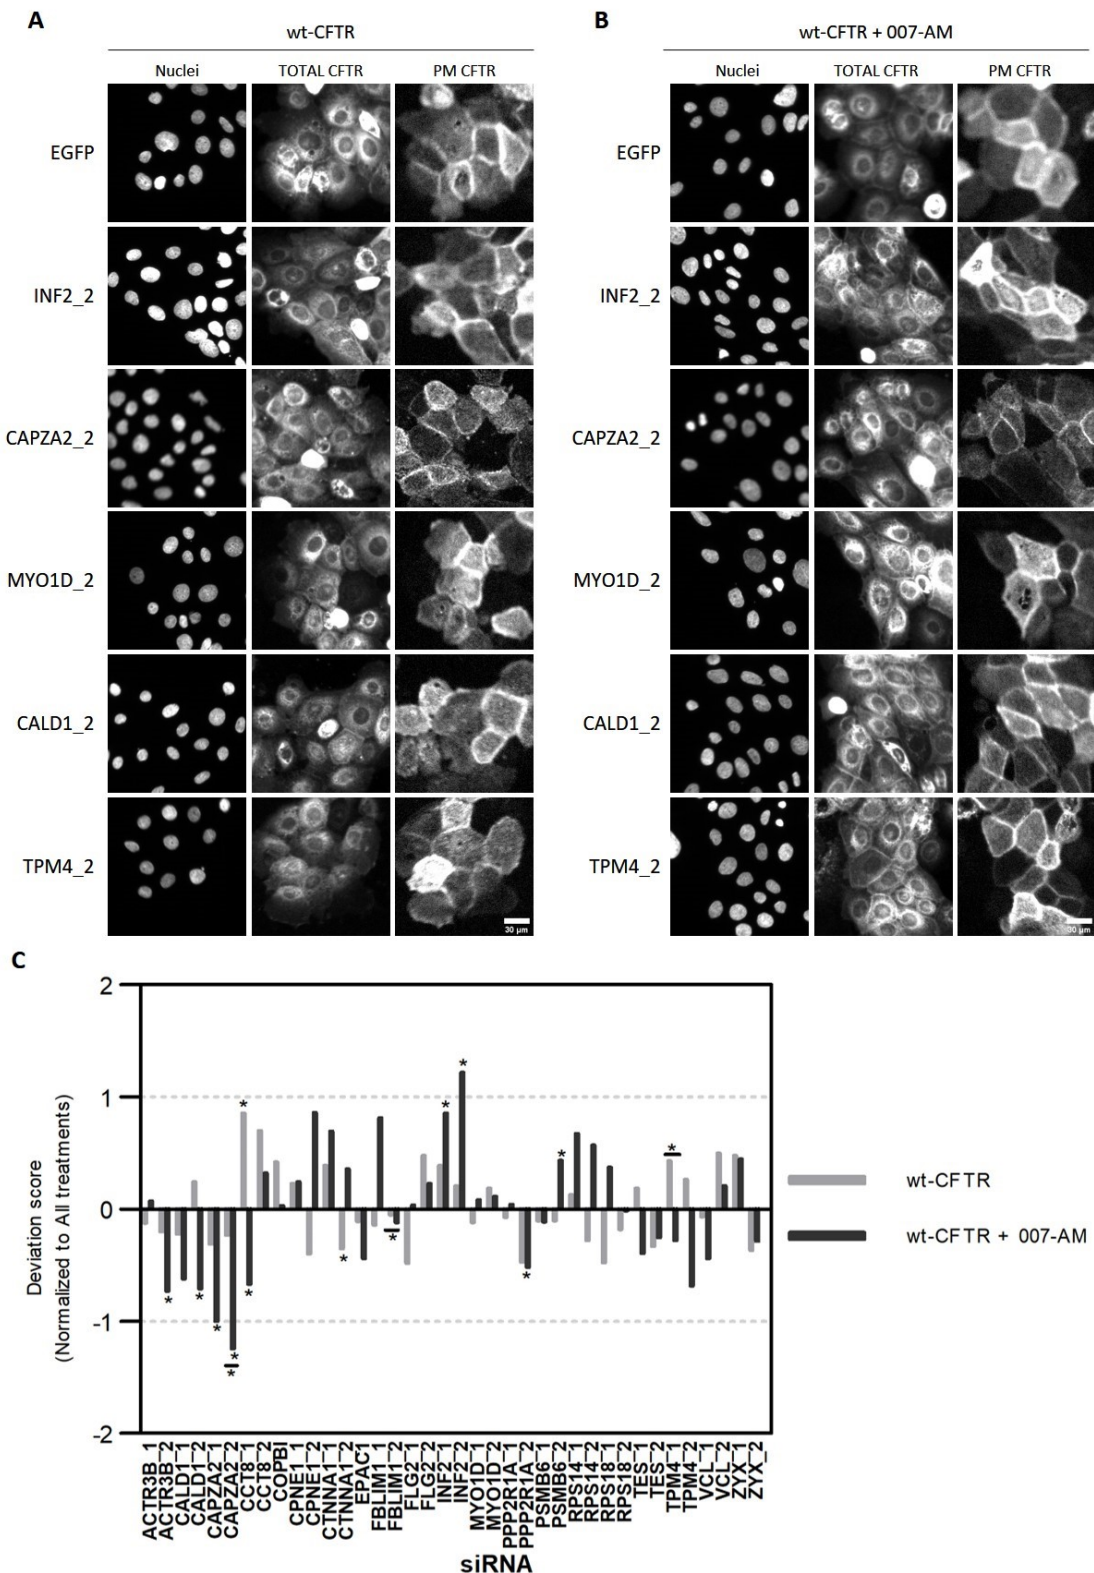 A
wt-CFTR
Nuclei TOTAL CFTR PM CFTR
EGFP
INF2_2
CAPZA2_2
MYO1D_2
CALD1_2
TPM4_2
30 µm
B
wt-CFTR + 007-AM
Nuclei TOTAL CFTR PM CFTR
EGFP
INF2_2
CAPZA2_2
MYO1D_2
CALD1_2
TPM4_2
30 µm
C
Deviation score
(Normalized to All treatments)
2
1
0
-1
-2
* * * * * * * * * * * * * * *
wt-CFTR
wt-CFTR + 007-AM
ACTR3B_1
ACTR3B_2
CALD1_1
CALD1_2
CAPZA2_1
CAPZA2_2
CCT8_1
CCT8_2
COPBI
CPNE1_1
CPNE1_2
CTNNA1_1
CTNNA1_2
EPAC1
FBLIM1_1
FBLIM1_2
FLG2_1
FLG2_2
INF2_1
INF2_2
MYO1D_1
MYO1D_2
PPP2R1A_1
PPP2R1A_2
PSMB6_1
PSMB6_2
RPS14_1
RPS14_2
RPS18_1
RPS18_2
TES_1
TES_2
TPM4_1
TPM4_2
VCL_1
VCL_2
ZYX_1
ZYX_2
siRNA